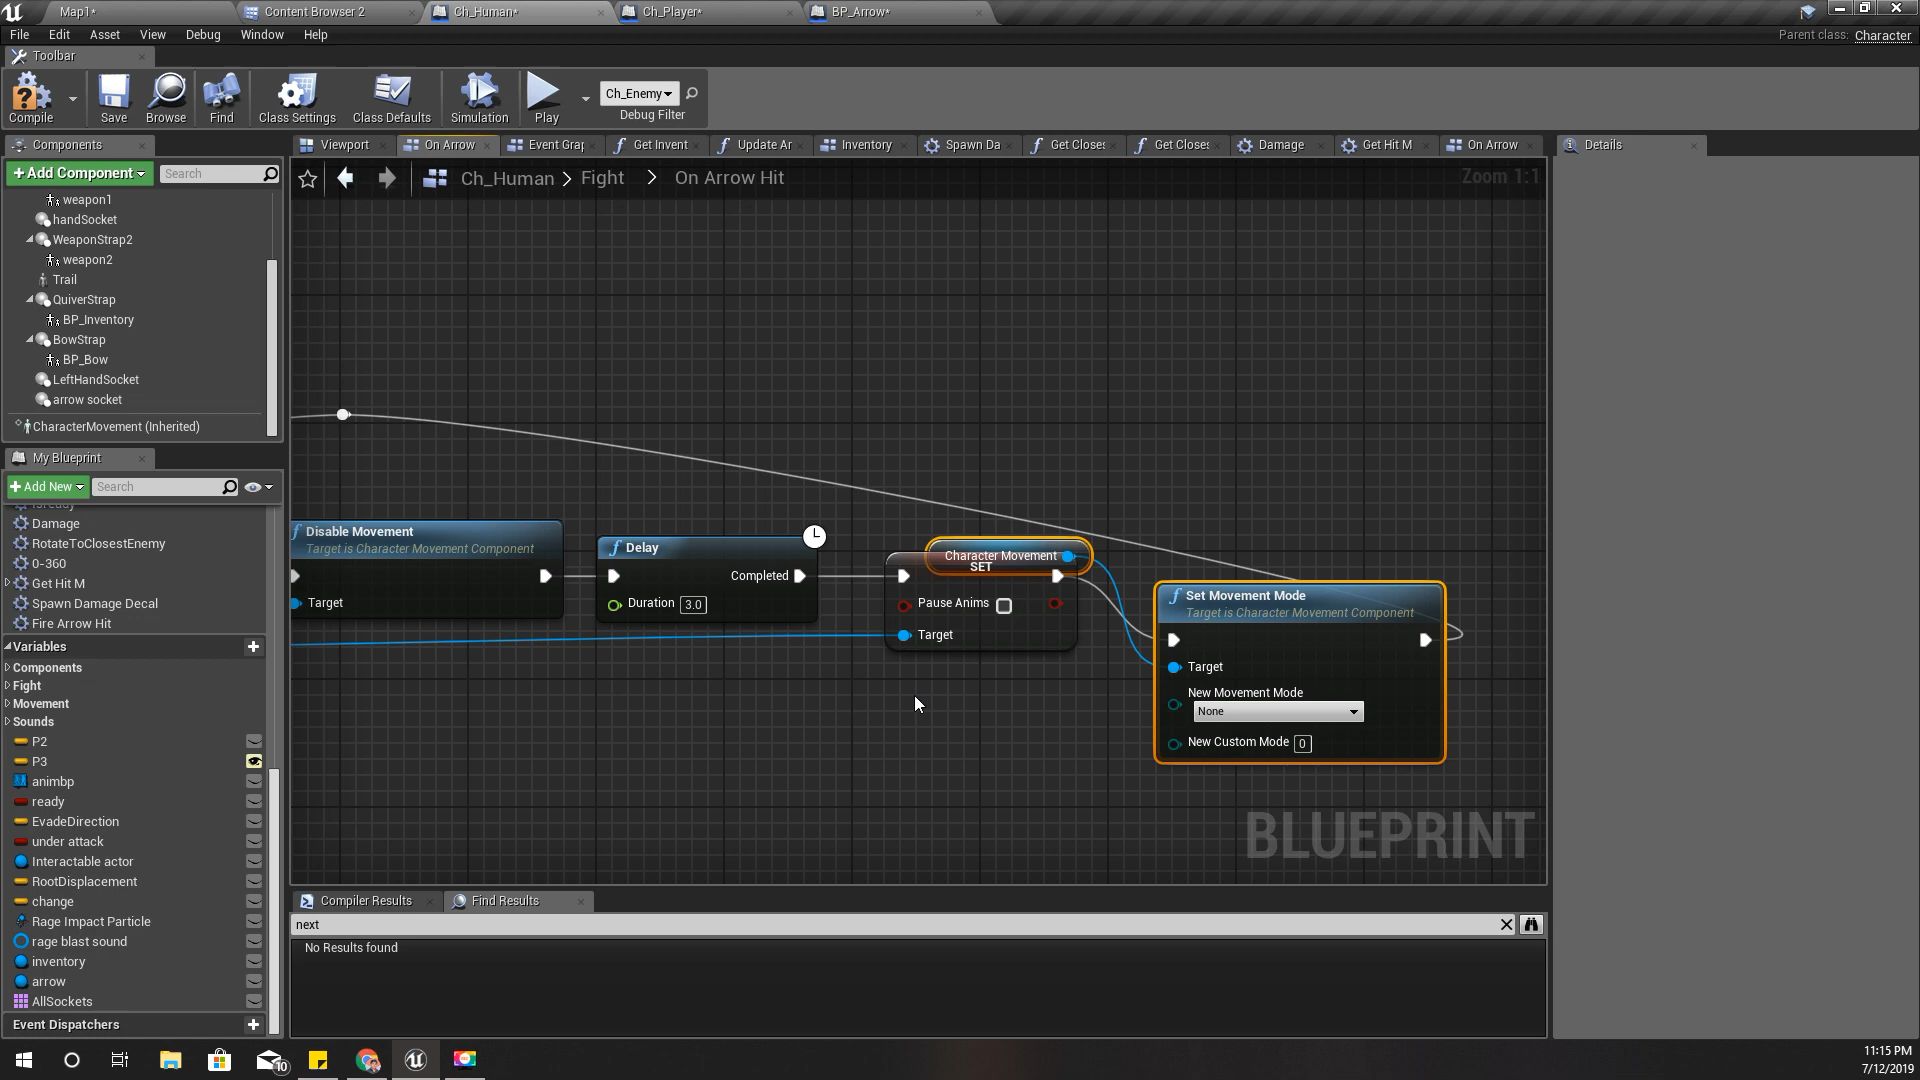 Map1*
Content Browser 2
Ch_Human*
Ch_Player*
BP_Arrow*
File Edit Asset View Debug Window Help
Parent class: Character
Toolbar
Compile
Save
Browse
Find
Class Settings
Class Defaults
Simulation
Play
Ch_Enemy
Debug Filter
Components
Viewport
On Arrow
Event Grap
Get Invent
Update Ar
Inventory
Spawn Da
Get Closes
Get Closes
Damage
Get Hit M
On Arrow
Details
+Add Component
Search
Ch_Human > Fight > On Arrow Hit
Zoom 1:1
weapon1
handSocket
WeaponStrap2
weapon2
Trail
QuiverStrap
BP_Inventory
BowStrap
BP_Bow
LeftHandSocket
arrow socket
CharacterMovement (Inherited)
My Blueprint
+Add New
Search
Damage
RotateToClosestEnemy
0-360
Get Hit M
Spawn Damage Decal
Fire Arrow Hit
Variables
Components
Fight
Movement
Sounds
P2
P3
animbp
ready
EvadeDirection
under attack
Interactable actor
RootDisplacement
change
Rage Impact Particle
rage blast sound
inventory
arrow
AllSockets
Event Dispatchers
Disable Movement
Target is Character Movement Component
Target
Delay
Completed
Duration 3.0
Character Movement
SET
Pause Anims
Target
Set Movement Mode
Target is Character Movement Component
Target
New Movement Mode
None
New Custom Mode 0
BLUEPRINT
Compiler Results
Find Results
next
No Results found
10
11:15 PM
7/12/2019